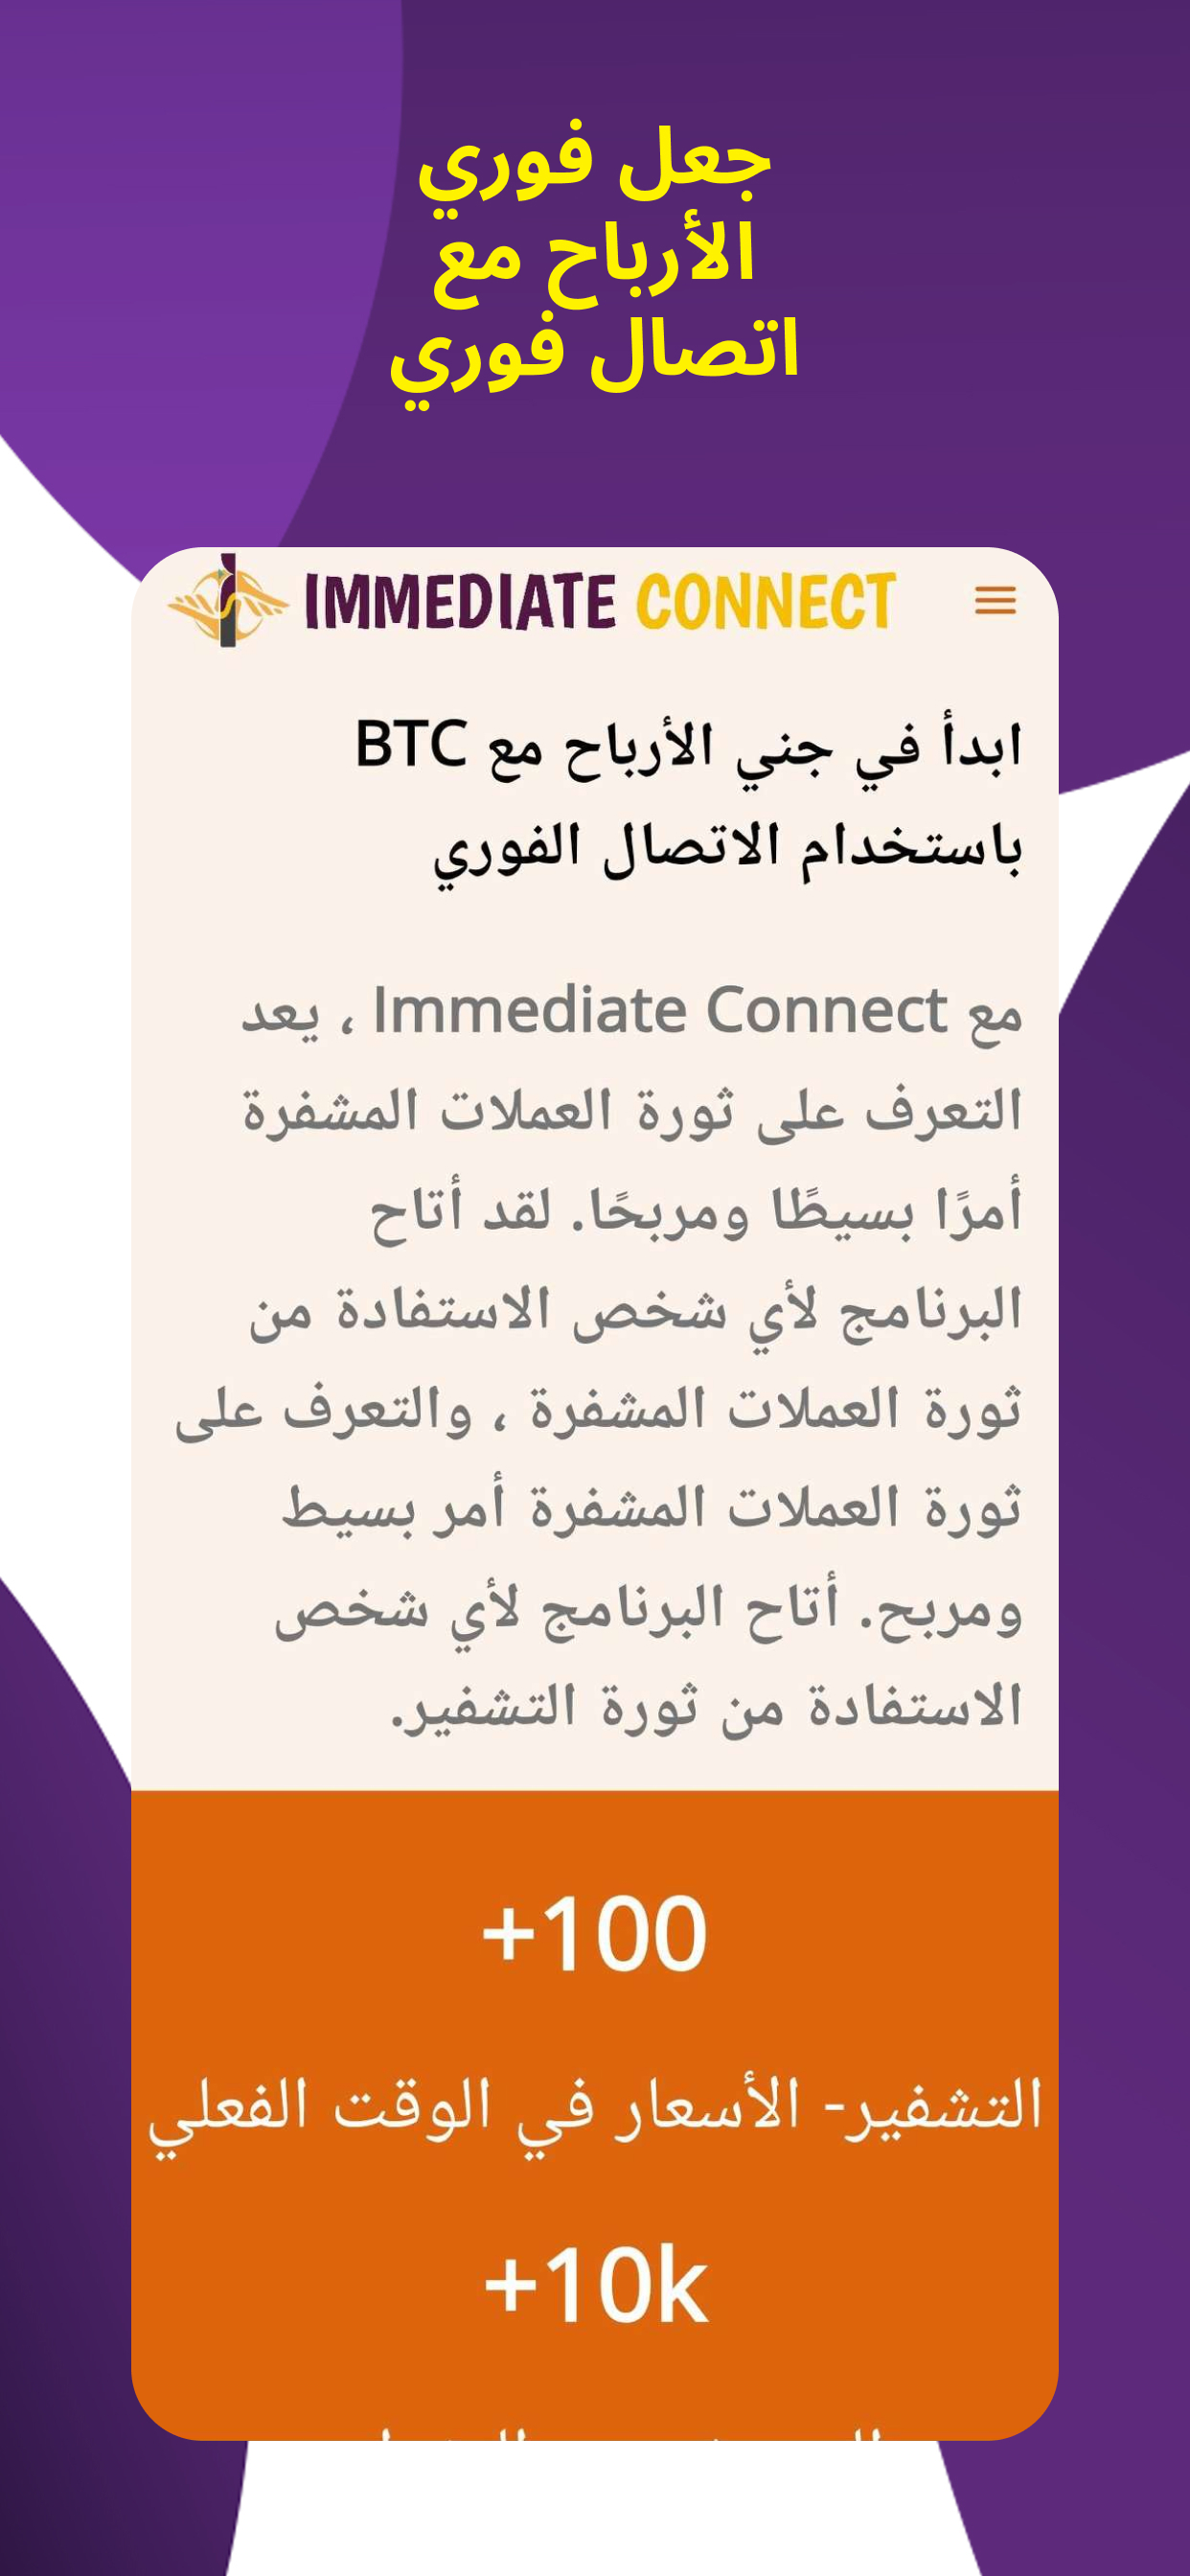 جعل فوري
الأرباح مع
اتصال فوري
IMMEDIATE CONNECT
ابدأ في جني الأرباح مع BTC
باستخدام الاتصال الفوري
مع Immediate Connect ، يعد
التعرف على ثورة العملات المشفرة
أمرًا بسيطًا ومربحًا. لقد أتاح
البرنامج لأي شخص الاستفادة من
ثورة العملات المشفرة ، والتعرف على
ثورة العملات المشفرة أمر بسيط
ومربح. أتاح البرنامج لأي شخص
الاستفادة من ثورة التشفير.
+100
التشفير- الأسعار في الوقت الفعلي
+10k